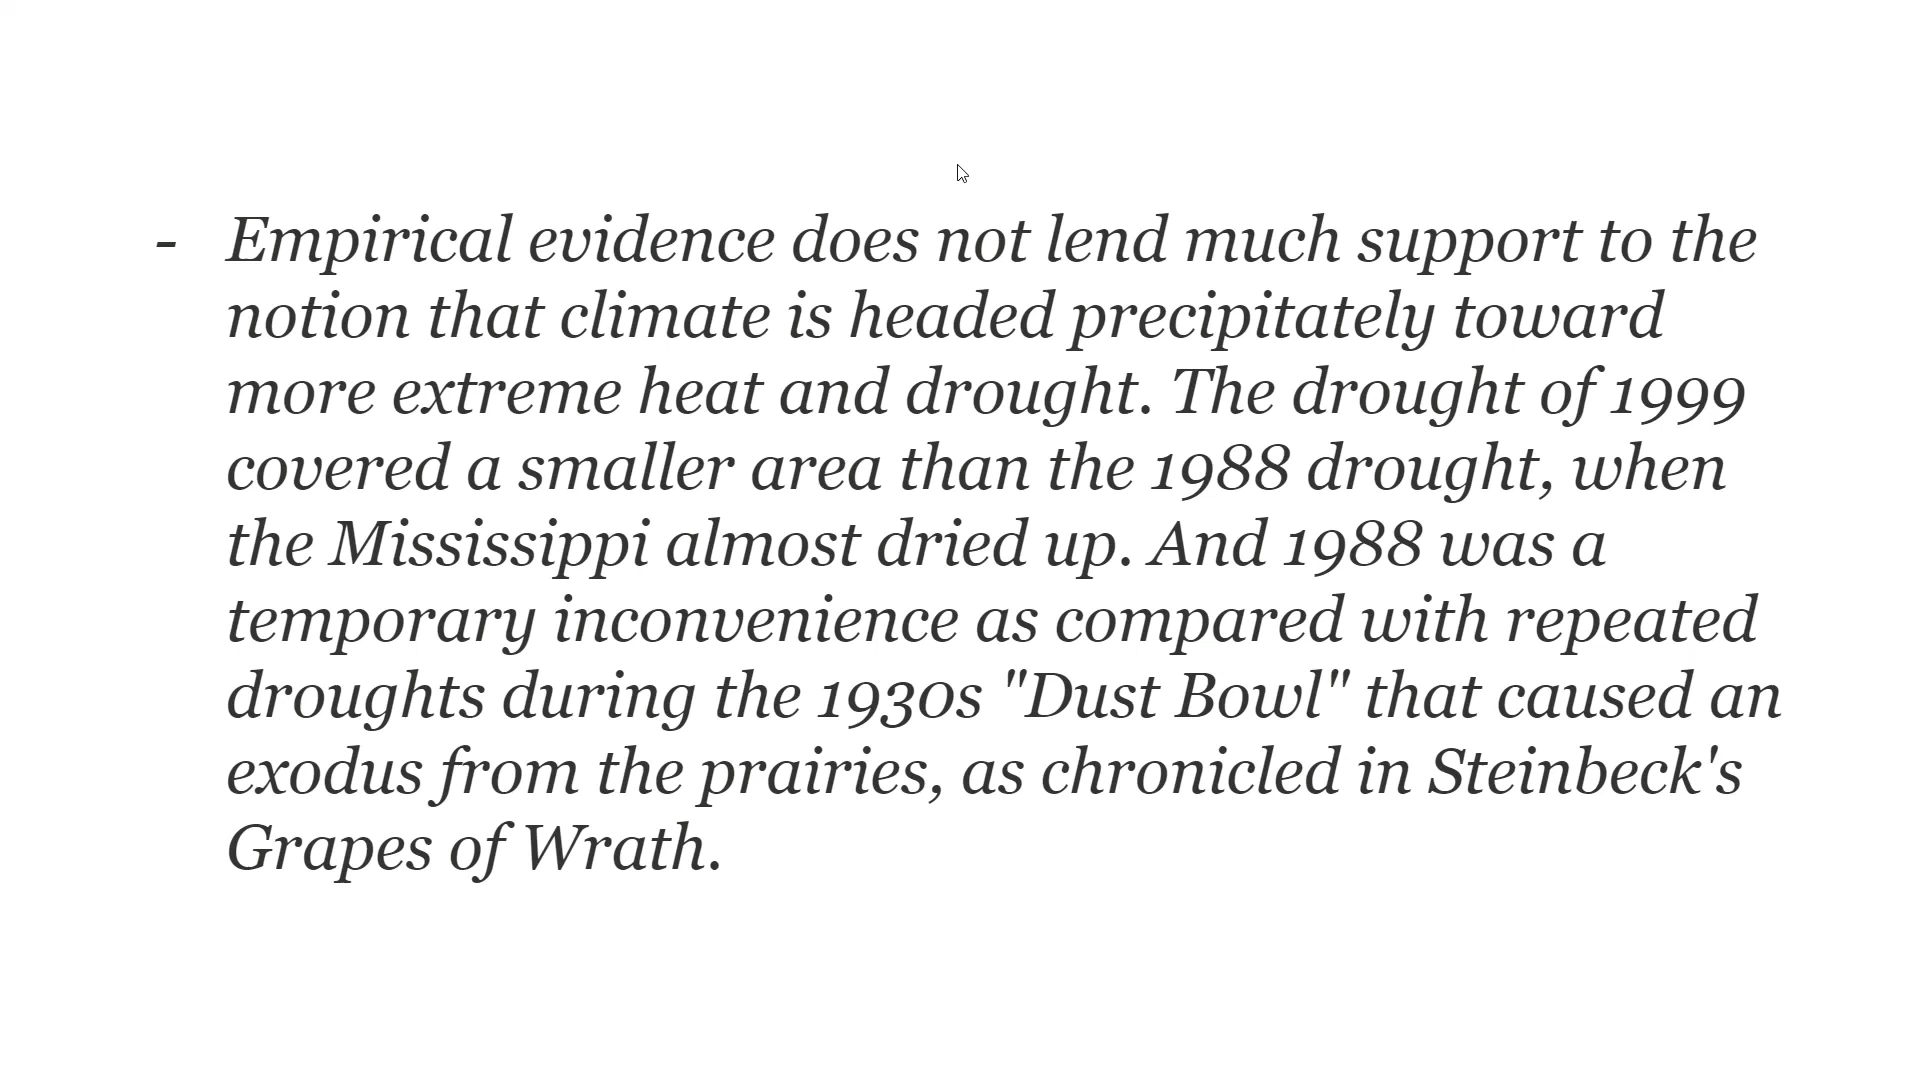 - Empirical evidence does not lend much support to the
notion that climate is headed precipitately toward
more extreme heat and drought. The drought of 1999
covered a smaller area than the 1988 drought, when
the Mississippi almost dried up. And 1988 was a
temporary inconvenience as compared with repeated
droughts during the 1930s "Dust Bowl" that caused an
exodus from the prairies, as chronicled in Steinbeck's
Grapes of Wrath.